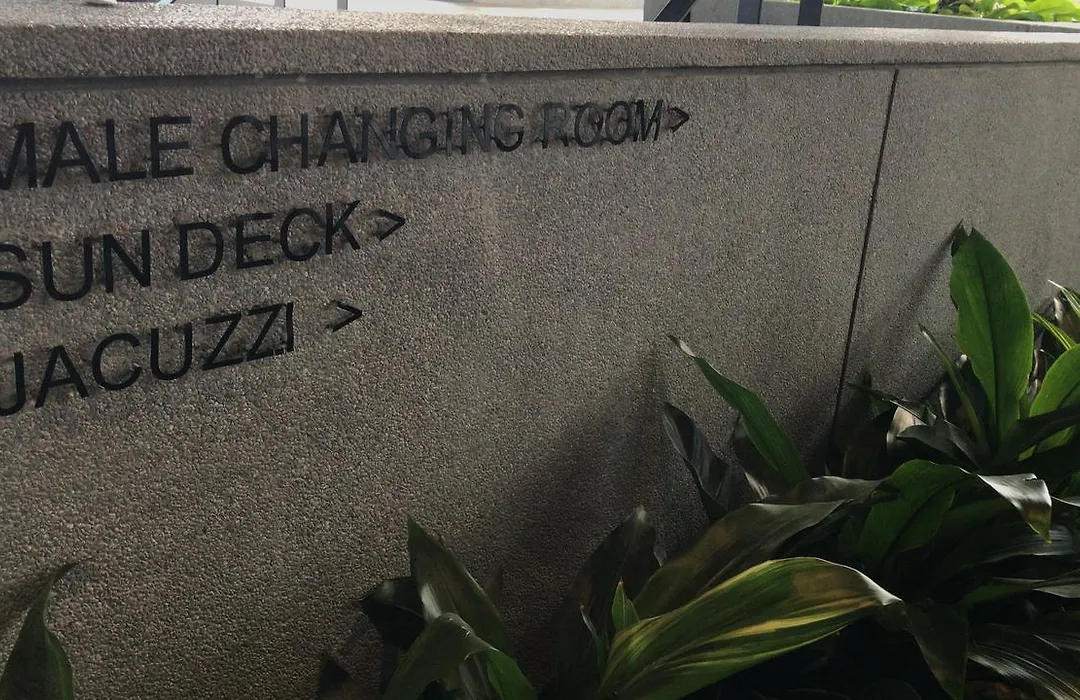 MALE CHANGING ROOM >
SUN DECK >
JACUZZI >